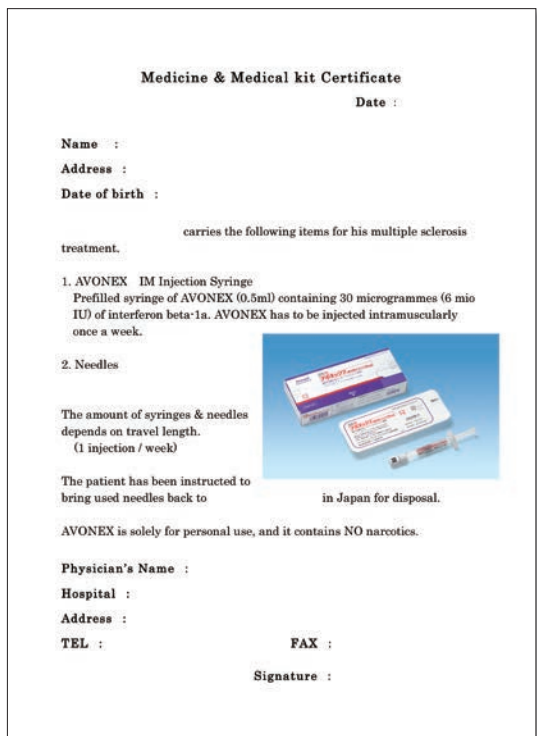 Medicine & Medical kit Certificate
Date :
Name :
Address :
Date of birth :
carries the following items for his multiple sclerosis
treatment.
1. AVONEX IM Injection Syringe
Prefilled syringe of AVONEX (0.5ml) containing 30 microgrammes (6 mio
IU) of interferon beta-1a. AVONEX has to be injected intramuscularly
once a week.
2. Needles
The amount of syringes & needles
depends on travel length.
(1 injection / week)
The patient has been instructed to
bring used needles back to in Japan for disposal.
AVONEX is solely for personal use, and it contains NO narcotics.
Physician's Name :
Hospital :
Address :
TEL : FAX :
Signature :